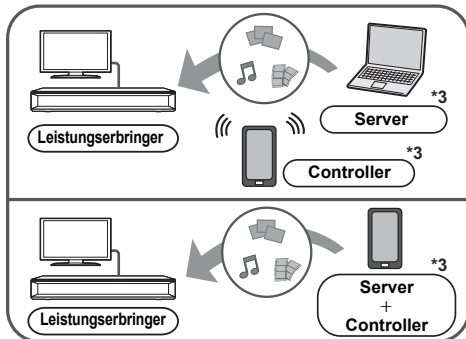 *3
Server
Leistungserbringer
*3
Controller
*3
Server
+
Controller
Leistungserbringer